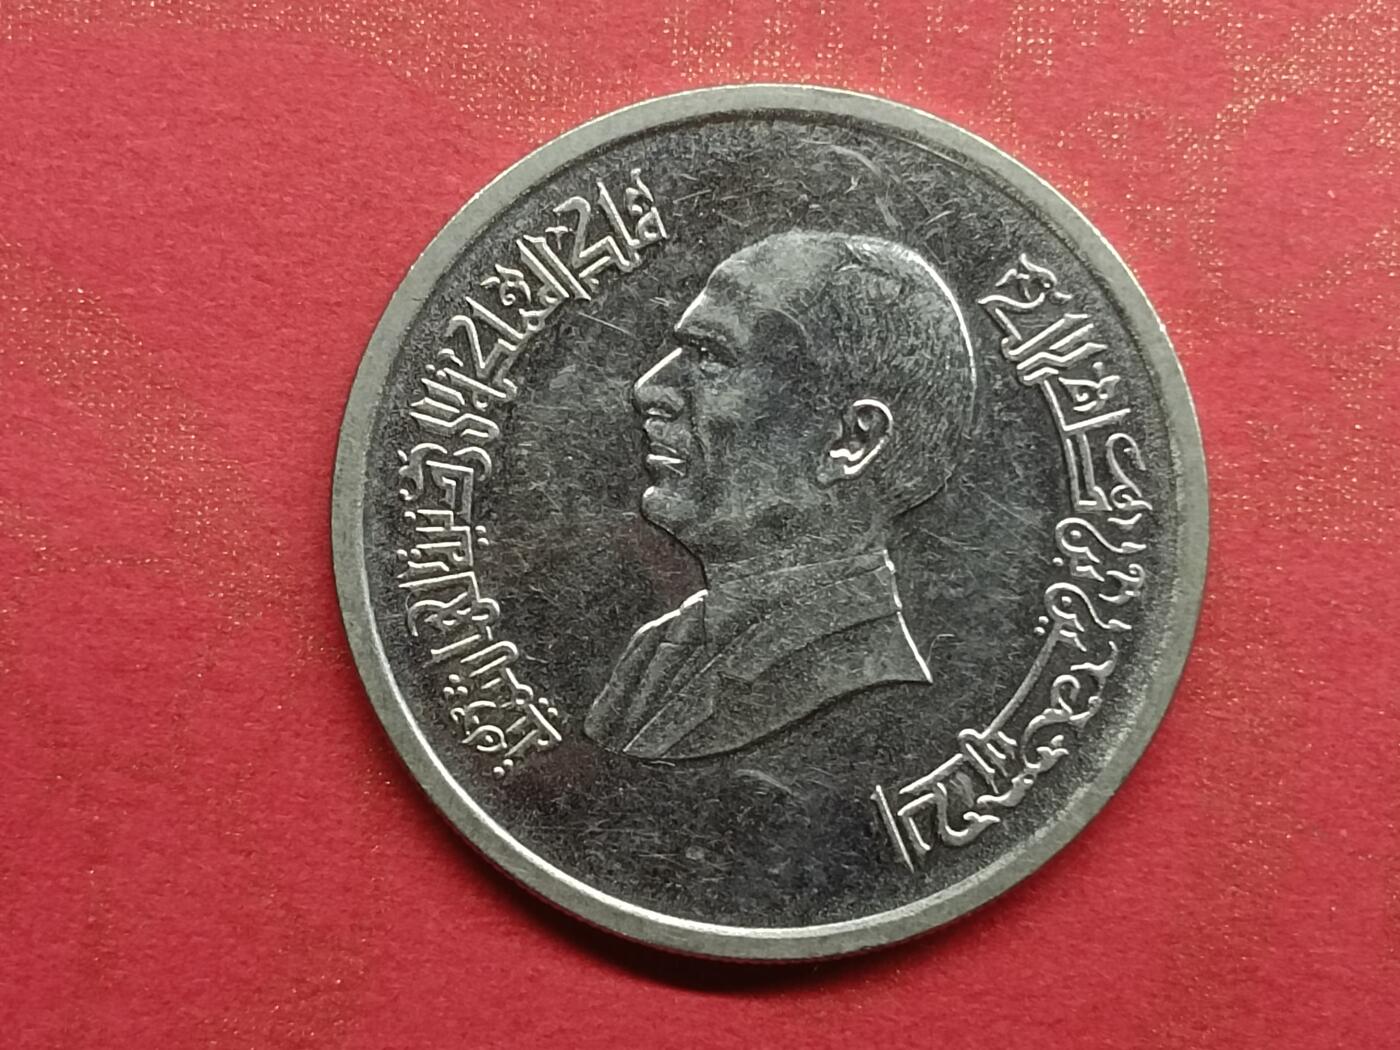 الحسين بن طلال
ملك المملكة الأردنية الهاشمية